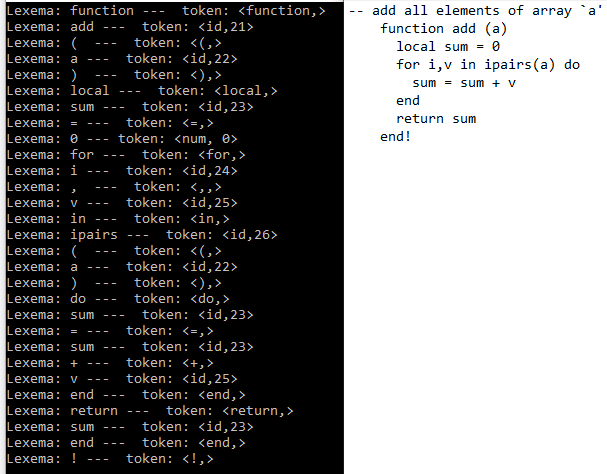 Lexema: function ---  token: <function,>
Lexema: add ---  token: <id,21>
Lexema: (  ---  token: <(,>
Lexema: a ---  token: <id,22>
Lexema: )  ---  token: <),>
Lexema: local ---  token: <local,>
Lexema: sum ---  token: <id,23>
Lexema: = ---  token: <=,>
Lexema: 0 --- token: <num, 0>
Lexema: for ---  token: <for,>
Lexema: i ---  token: <id,24>
Lexema: ,  ---  token: <,,>
Lexema: v ---  token: <id,25>
Lexema: in ---  token: <in,>
Lexema: ipairs ---  token: <id,26>
Lexema: (  ---  token: <(,>
Lexema: a ---  token: <id,22>
Lexema: )  ---  token: <),>
Lexema: do ---  token: <do,>
Lexema: sum ---  token: <id,23>
Lexema: = ---  token: <=,>
Lexema: sum ---  token: <id,23>
Lexema: + ---  token: <+,>
Lexema: v ---  token: <id,25>
Lexema: end ---  token: <end,>
Lexema: return ---  token: <return,>
Lexema: sum ---  token: <id,23>
Lexema: end ---  token: <end,>
Lexema: ! ---  token: <!,>
-- add all elements of array `a'
    function add (a)
      local sum = 0
      for i,v in ipairs(a) do
        sum = sum + v
      end
      return sum
    end!